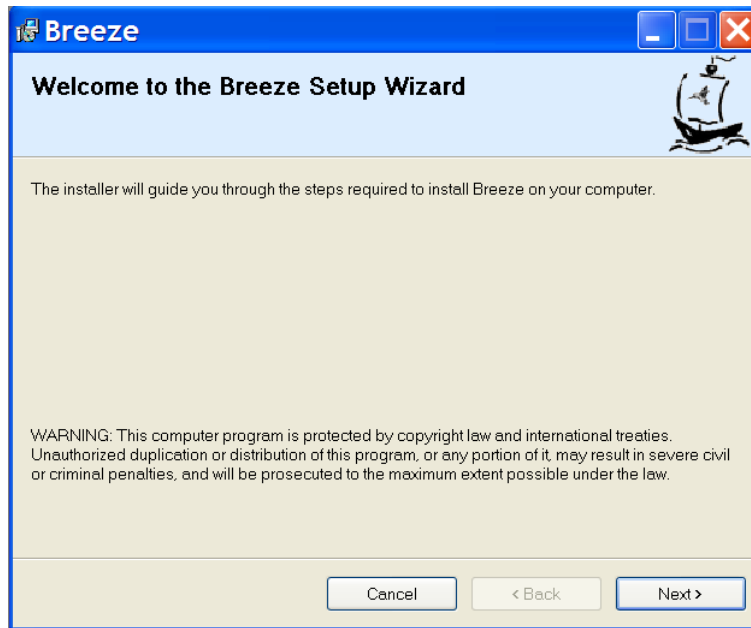 Breeze
Welcome to the Breeze Setup Wizard
The installer will guide you through the steps required to install Breeze on your computer.
WARNING: This computer program is protected by copyright law and international treaties.
Unauthorized duplication or distribution of this program, or any portion of it, may result in severe civil
or criminal penalties, and will be prosecuted to the maximum extent possible under the law.
Cancel
< Back
Next >